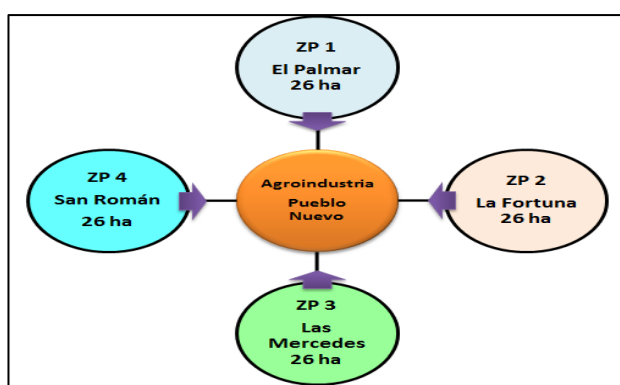 ZP 1
El Palmar
26 ha
ZP 4
San Román
26 ha
Agroindustria
Pueblo
Nuevo
ZP 2
La Fortuna
26 ha
ZP 3
Las
Mercedes
26 ha